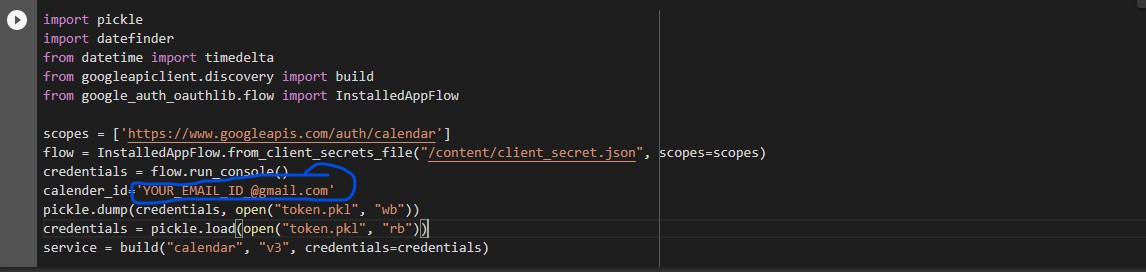 import pickle
import datefinder
from datetime import timedelta
from googleapiclient.discovery import build
from google_auth_oauthlib.flow import InstalledAppFlow
scopes = ['https://www.googleapis.com/auth/calendar']
flow = InstalledAppFlow.from_client_secrets_file("/content/client_secret.json", scopes=scopes)
credentials = flow.run_console()
calender_id='YOUR_EMAIL_ID_@gmail.com'
pickle.dump(credentials, open("token.pkl", "wb"))
credentials = pickle.load(open("token.pkl", "rb"))
service = build("calendar", "v3", credentials=credentials)